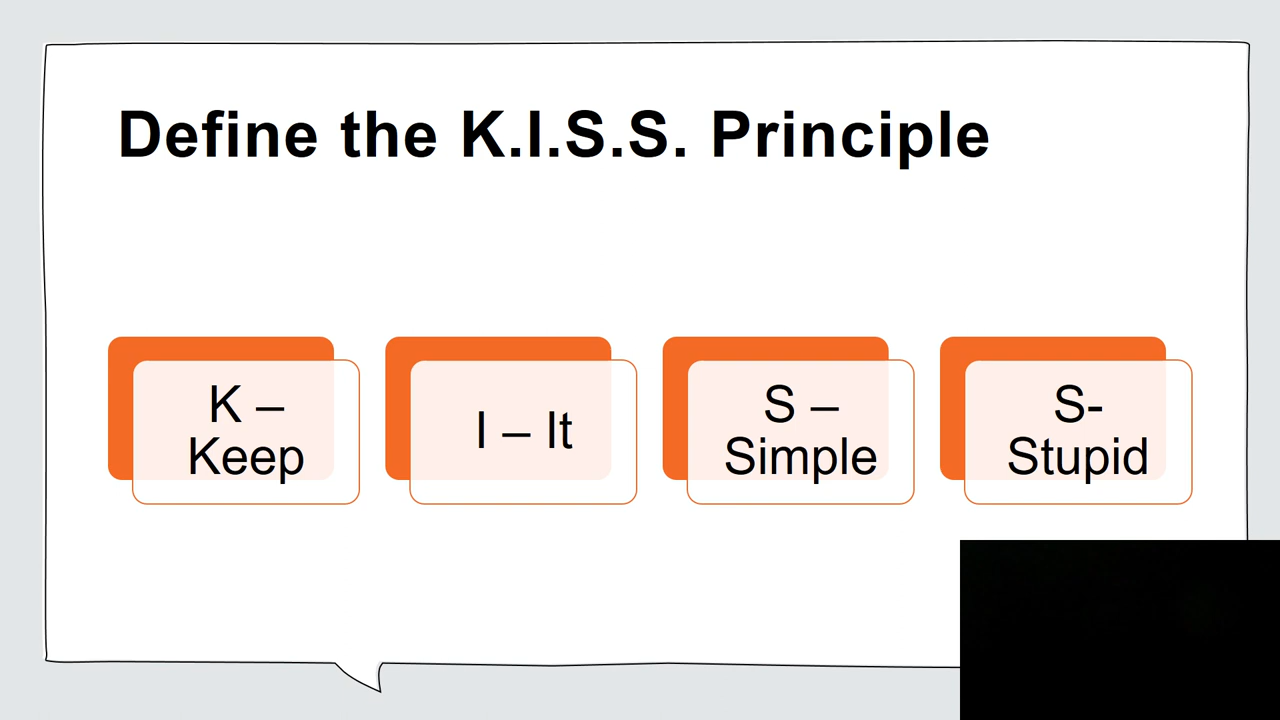 Define the K.I.S.S. Principle
K –
Keep
I – It
S –
Simple
S-
Stupid